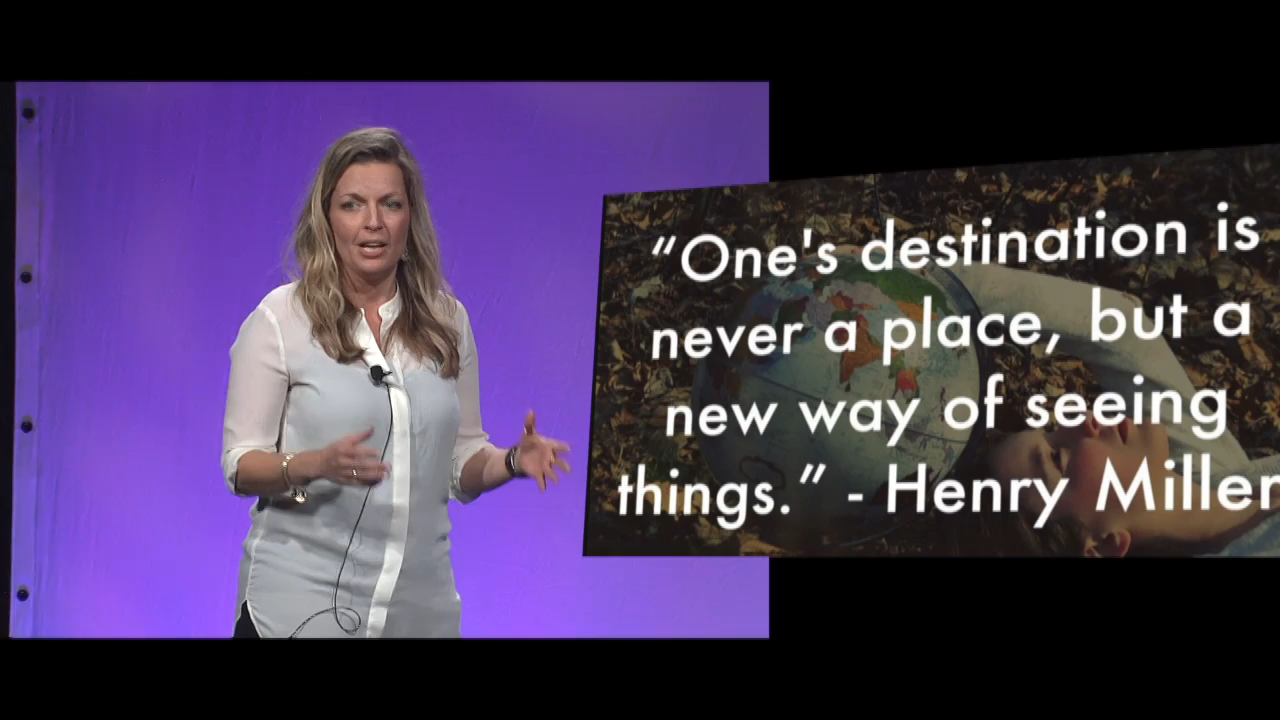 “One's destination is
never a place, but a
new way of seeing
things.” - Henry Miller